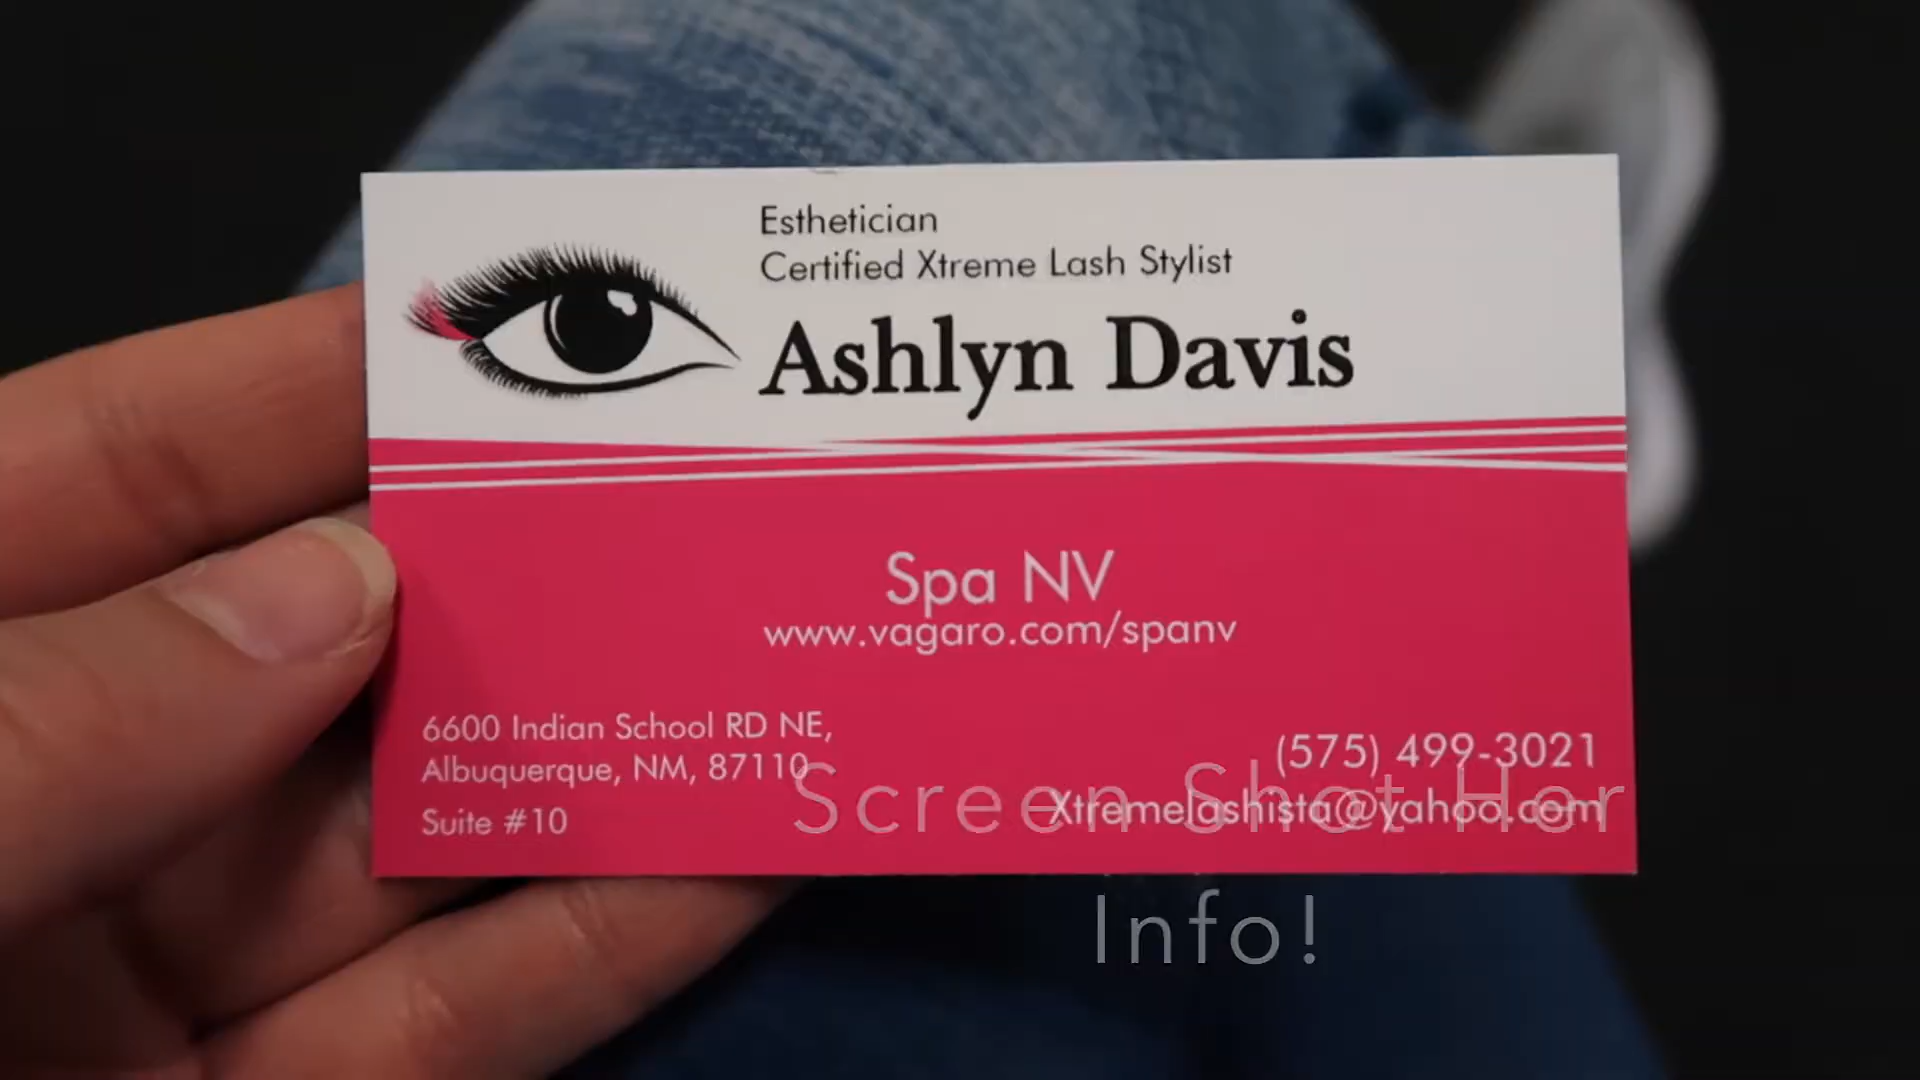 Esthetician
Certified Xtreme Lash Stylist
Ashlyn Davis
Spa NV
www.vagaro.com/spanv
6600 Indian School RD NE,
Albuquerque, NM, 87110
Suite #10
(575) 499-3021
Xtremelashista@yahoo.com
Screen Shot Her
Info!